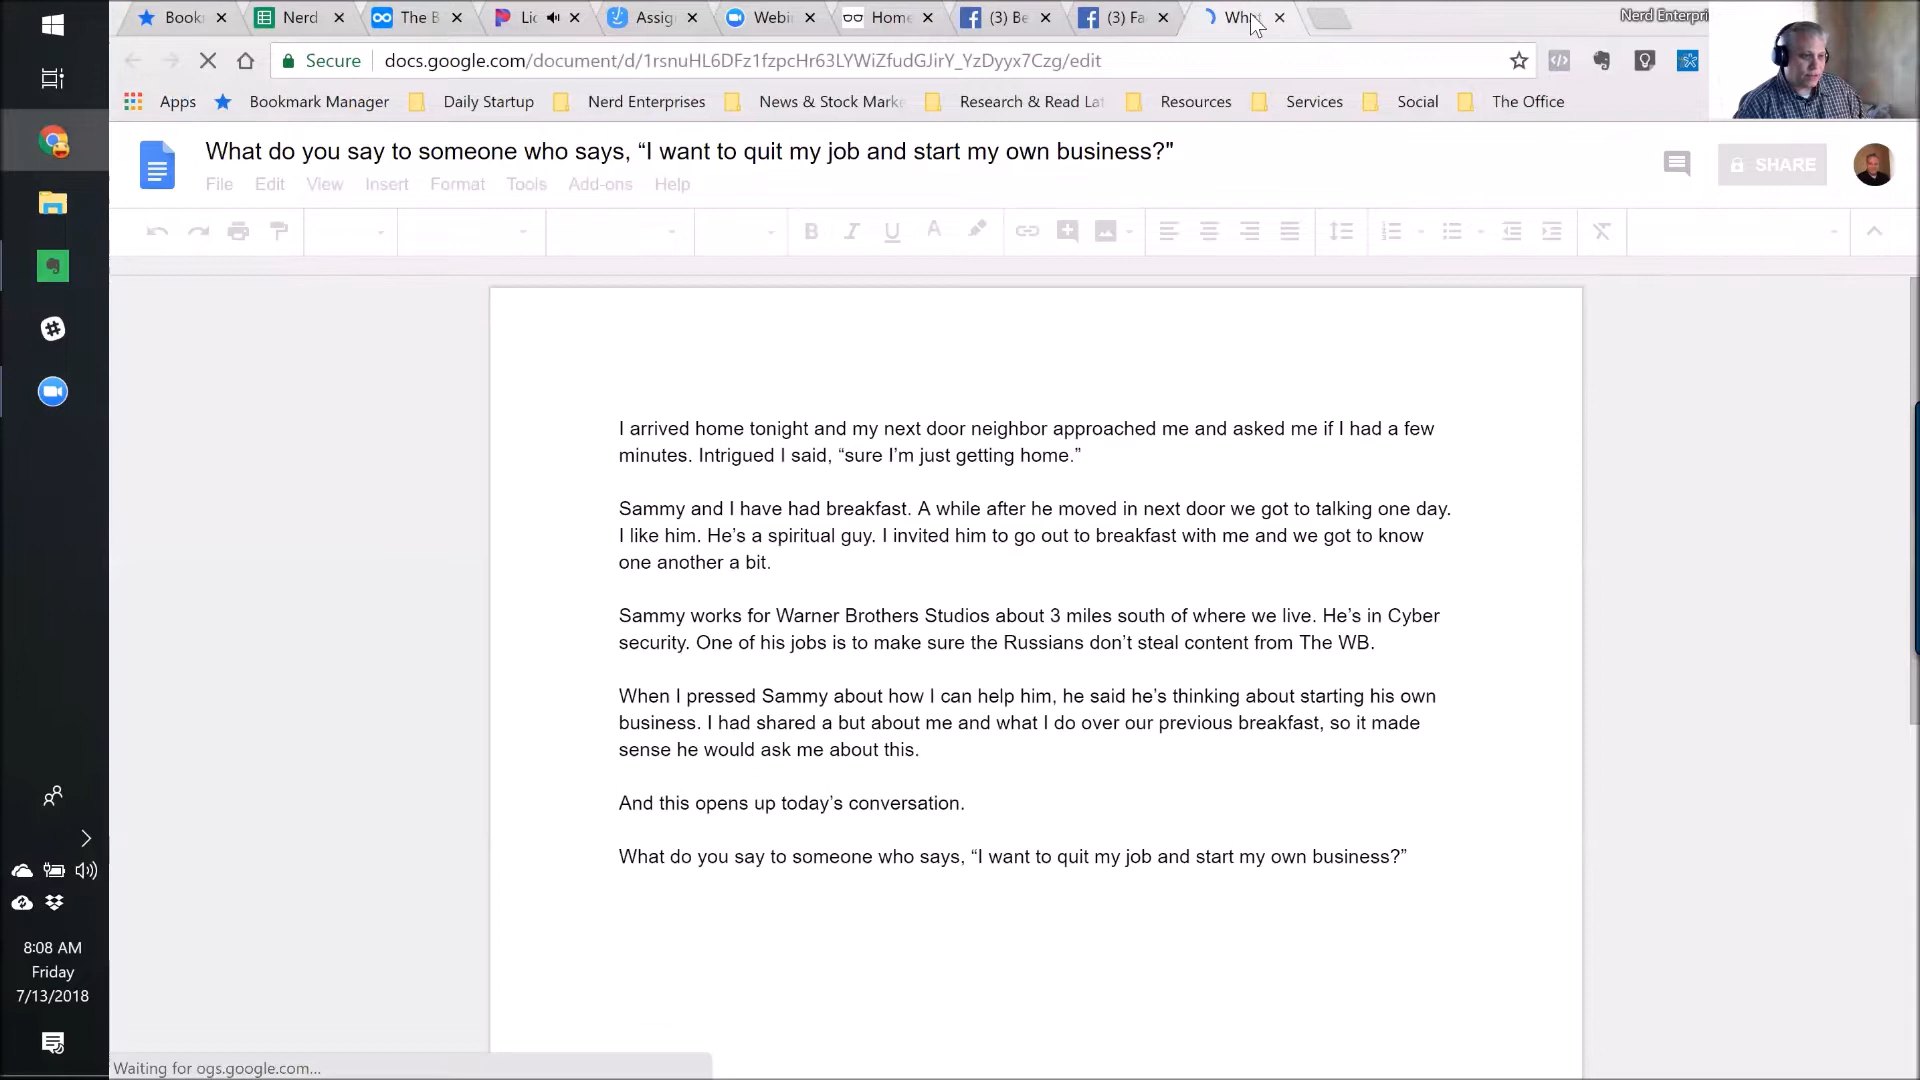 Book
Nerd
The B
Lic
Assig
Webi
Home
(3) Be
(3) Fa
Wha
Nerd Enterpri
Secure
docs.google.com/document/d/1rsnuHL6DFz1fzpcHr63LYWiZfudGJirY_YzDyyx7Czg/edit
Apps
Bookmark Manager
Daily Startup
Nerd Enterprises
News & Stock Marke
Research & Read Lat
Resources
Services
Social
The Office
What do you say to someone who says, “I want to quit my job and start my own business?"
File Edit View Insert Format Tools Add-ons Help
SHARE
I arrived home tonight and my next door neighbor approached me and asked me if I had a few
minutes. Intrigued I said, “sure I’m just getting home.”
Sammy and I have had breakfast. A while after he moved in next door we got to talking one day.
I like him. He’s a spiritual guy. I invited him to go out to breakfast with me and we got to know
one another a bit.
Sammy works for Warner Brothers Studios about 3 miles south of where we live. He’s in Cyber
security. One of his jobs is to make sure the Russians don’t steal content from The WB.
When I pressed Sammy about how I can help him, he said he’s thinking about starting his own
business. I had shared a but about me and what I do over our previous breakfast, so it made
sense he would ask me about this.
And this opens up today’s conversation.
What do you say to someone who says, “I want to quit my job and start my own business?”
8:08 AM
Friday
7/13/2018
Waiting for ogs.google.com...